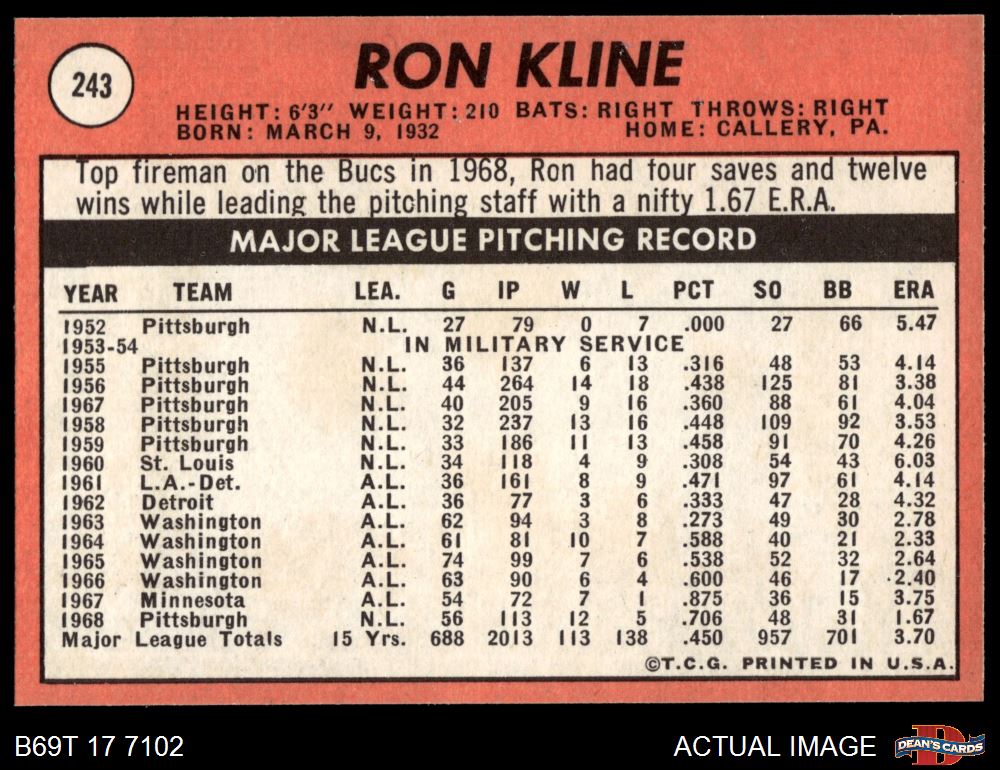 243
RON KLINE
HEIGHT: 6'3" WEIGHT: 210 BATS: RIGHT THROWS: RIGHT
BORN: MARCH 9, 1932 HOME: CALLERY, PA.
Top fireman on the Bucs in 1968, Ron had four saves and twelve
wins while leading the pitching staff with a nifty 1.67 E.R.A.
MAJOR LEAGUE PITCHING RECORD
YEAR TEAM LEA. G IP W L PCT SO BB ERA
1952 Pittsburgh N.L. 27 79 0 7 .000 27 66 5.47
1953-54 IN MILITARY SERVICE
1955 Pittsburgh N.L. 36 137 6 13 .316 48 53 4.14
1956 Pittsburgh N.L. 44 264 14 18 .438 125 81 3.38
1967 Pittsburgh N.L. 40 205 9 16 .360 88 61 4.04
1958 Pittsburgh N.L. 32 237 13 16 .448 109 92 3.53
1959 Pittsburgh N.L. 33 186 11 13 .458 91 70 4.26
1960 St. Louis N.L. 34 118 4 9 .308 54 43 6.03
1961 L.A.-Det. A.L. 36 161 8 9 .471 97 61 4.14
1962 Detroit A.L. 36 77 3 6 .333 47 28 4.32
1963 Washington A.L. 62 94 3 8 .273 49 30 2.78
1964 Washington A.L. 61 81 10 7 .588 40 21 2.33
1965 Washington A.L. 74 99 7 6 .538 52 32 2.64
1966 Washington A.L. 63 90 6 4 .600 46 17 2.40
1967 Minnesota A.L. 54 72 7 1 .875 36 15 3.75
1968 Pittsburgh N.L. 56 113 12 5 .706 48 31 1.67
Major League Totals 15 Yrs. 688 2013 113 138 .450 957 701 3.70
©T.C.G. PRINTED IN U.S.A.
B69T 17 7102
ACTUAL IMAGE
DEAN'S CARDS